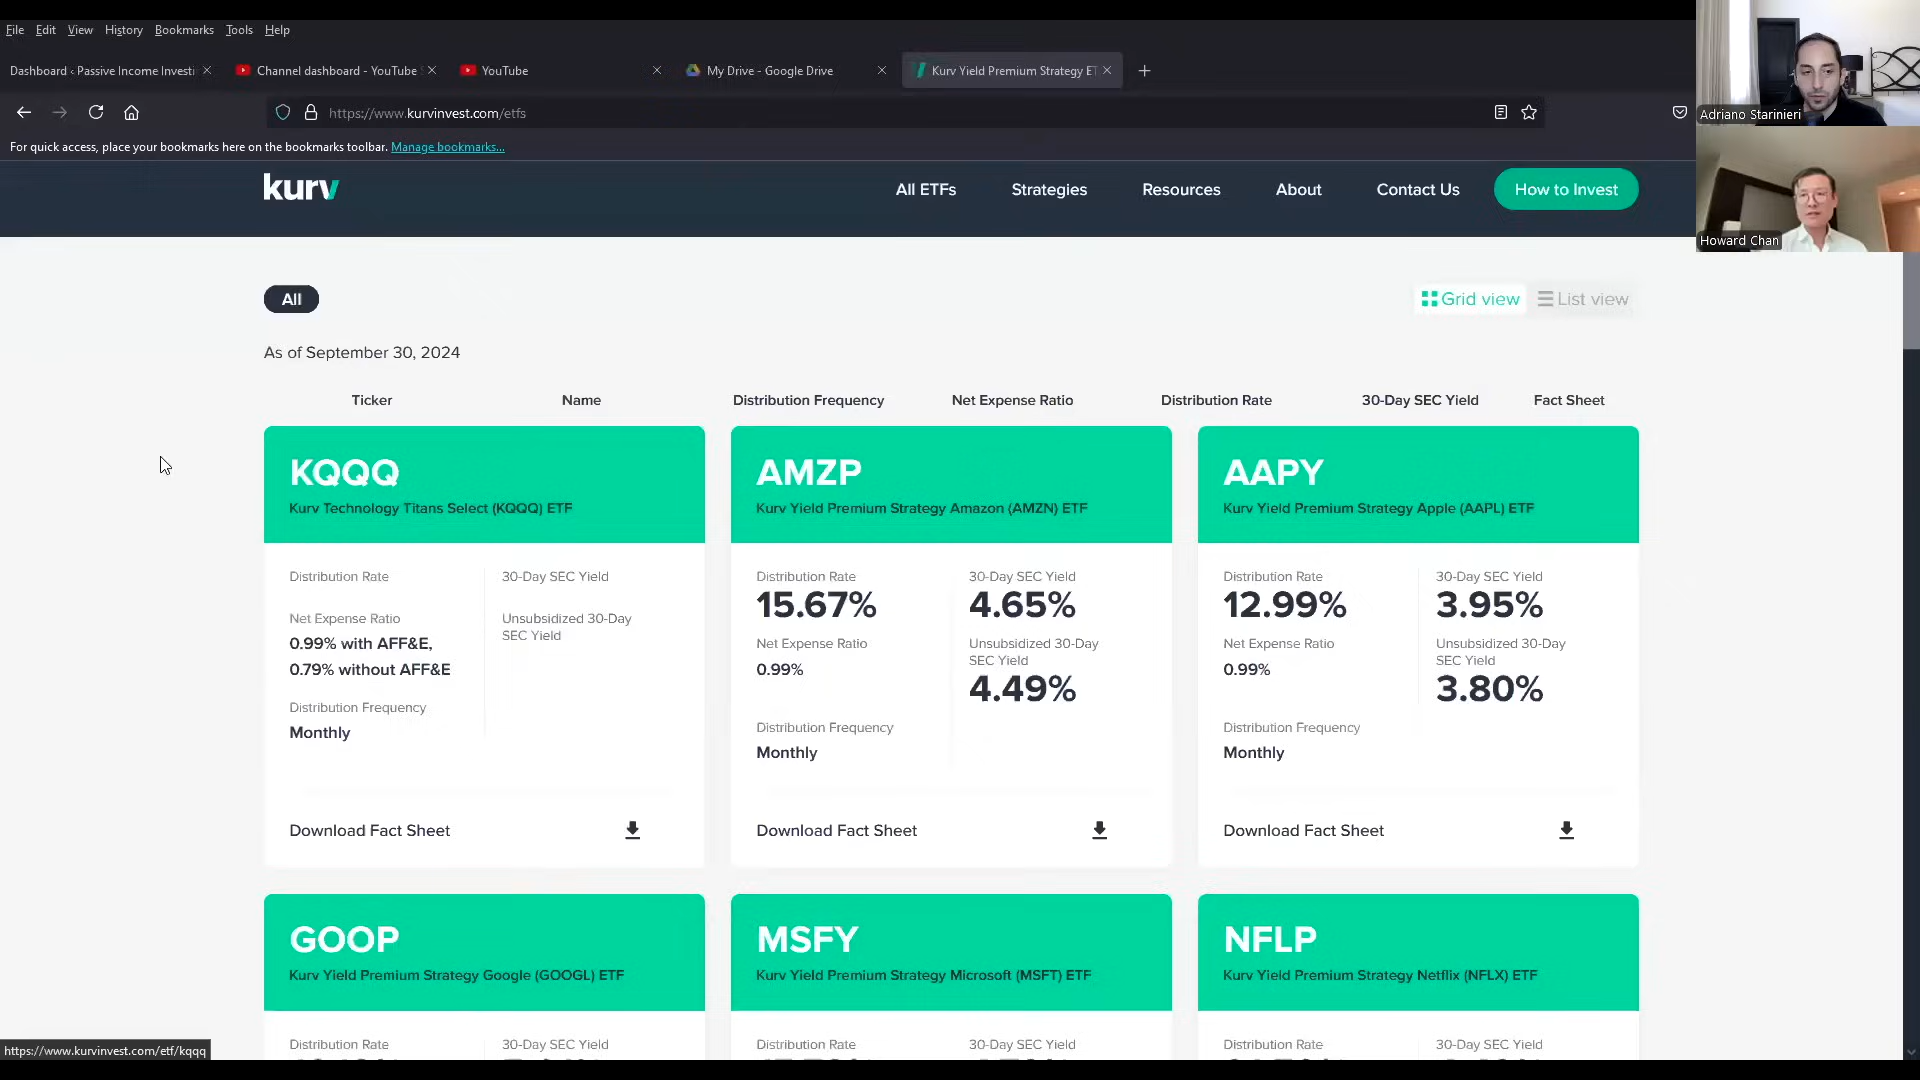 File Edit View History Bookmarks Tools Help
Dashboard ‹ Passive Income Investi
Channel dashboard - YouTube
YouTube
My Drive - Google Drive
Kurv Yield Premium Strategy ET
https://www.kurvinvest.com/etfs
For quick access, place your bookmarks here on the bookmarks toolbar. Manage bookmarks...
Adriano Starinieri
Howard Chan
kurv
All ETFs Strategies Resources About Contact Us How to Invest
All
Grid view List view
As of September 30, 2024
Ticker Name Distribution Frequency Net Expense Ratio Distribution Rate 30-Day SEC Yield Fact Sheet
KQQQ
Kurv Technology Titans Select (KQQQ) ETF
Distribution Rate
30-Day SEC Yield
Net Expense Ratio
0.99% with AFF&E,
0.79% without AFF&E
Unsubsidized 30-Day
SEC Yield
Distribution Frequency
Monthly
Download Fact Sheet
AMZP
Kurv Yield Premium Strategy Amazon (AMZN) ETF
Distribution Rate
15.67%
30-Day SEC Yield
4.65%
Net Expense Ratio
0.99%
Unsubsidized 30-Day
SEC Yield
4.49%
Distribution Frequency
Monthly
Download Fact Sheet
AAPY
Kurv Yield Premium Strategy Apple (AAPL) ETF
Distribution Rate
12.99%
30-Day SEC Yield
3.95%
Net Expense Ratio
0.99%
Unsubsidized 30-Day
SEC Yield
3.80%
Distribution Frequency
Monthly
Download Fact Sheet
GOOP
Kurv Yield Premium Strategy Google (GOOGL) ETF
Distribution Rate
30-Day SEC Yield
MSFY
Kurv Yield Premium Strategy Microsoft (MSFT) ETF
Distribution Rate
30-Day SEC Yield
NFLP
Kurv Yield Premium Strategy Netflix (NFLX) ETF
Distribution Rate
30-Day SEC Yield
https://www.kurvinvest.com/etf/kqqq